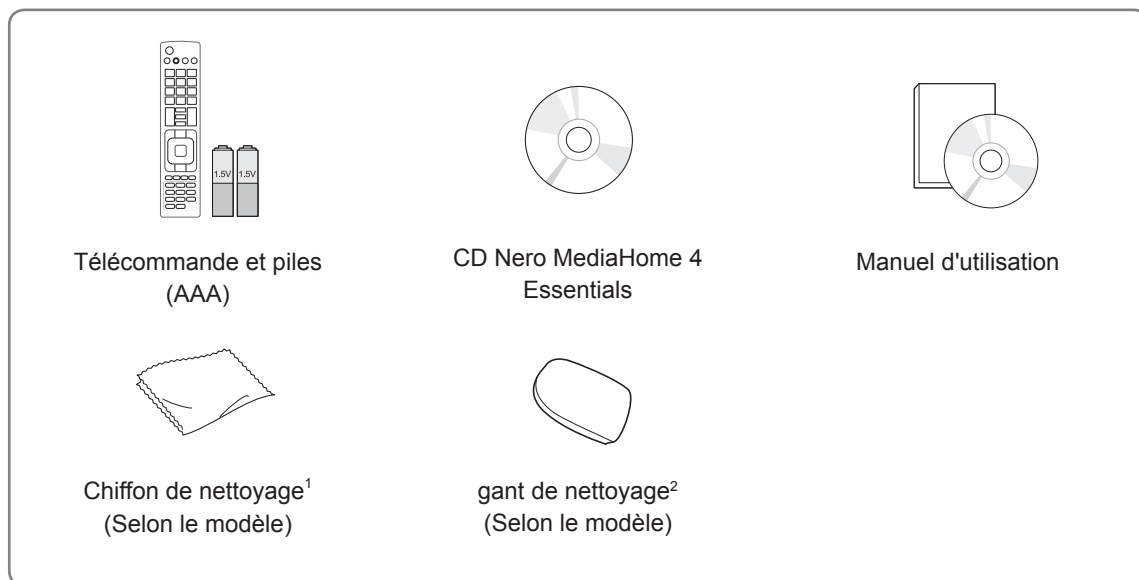 1.5V 1.5V
Télécommande et piles
(AAA)
CD Nero MediaHome 4
Essentials
Manuel d'utilisation
Chiffon de nettoyage1
(Selon le modèle)
gant de nettoyage2
(Selon le modèle)